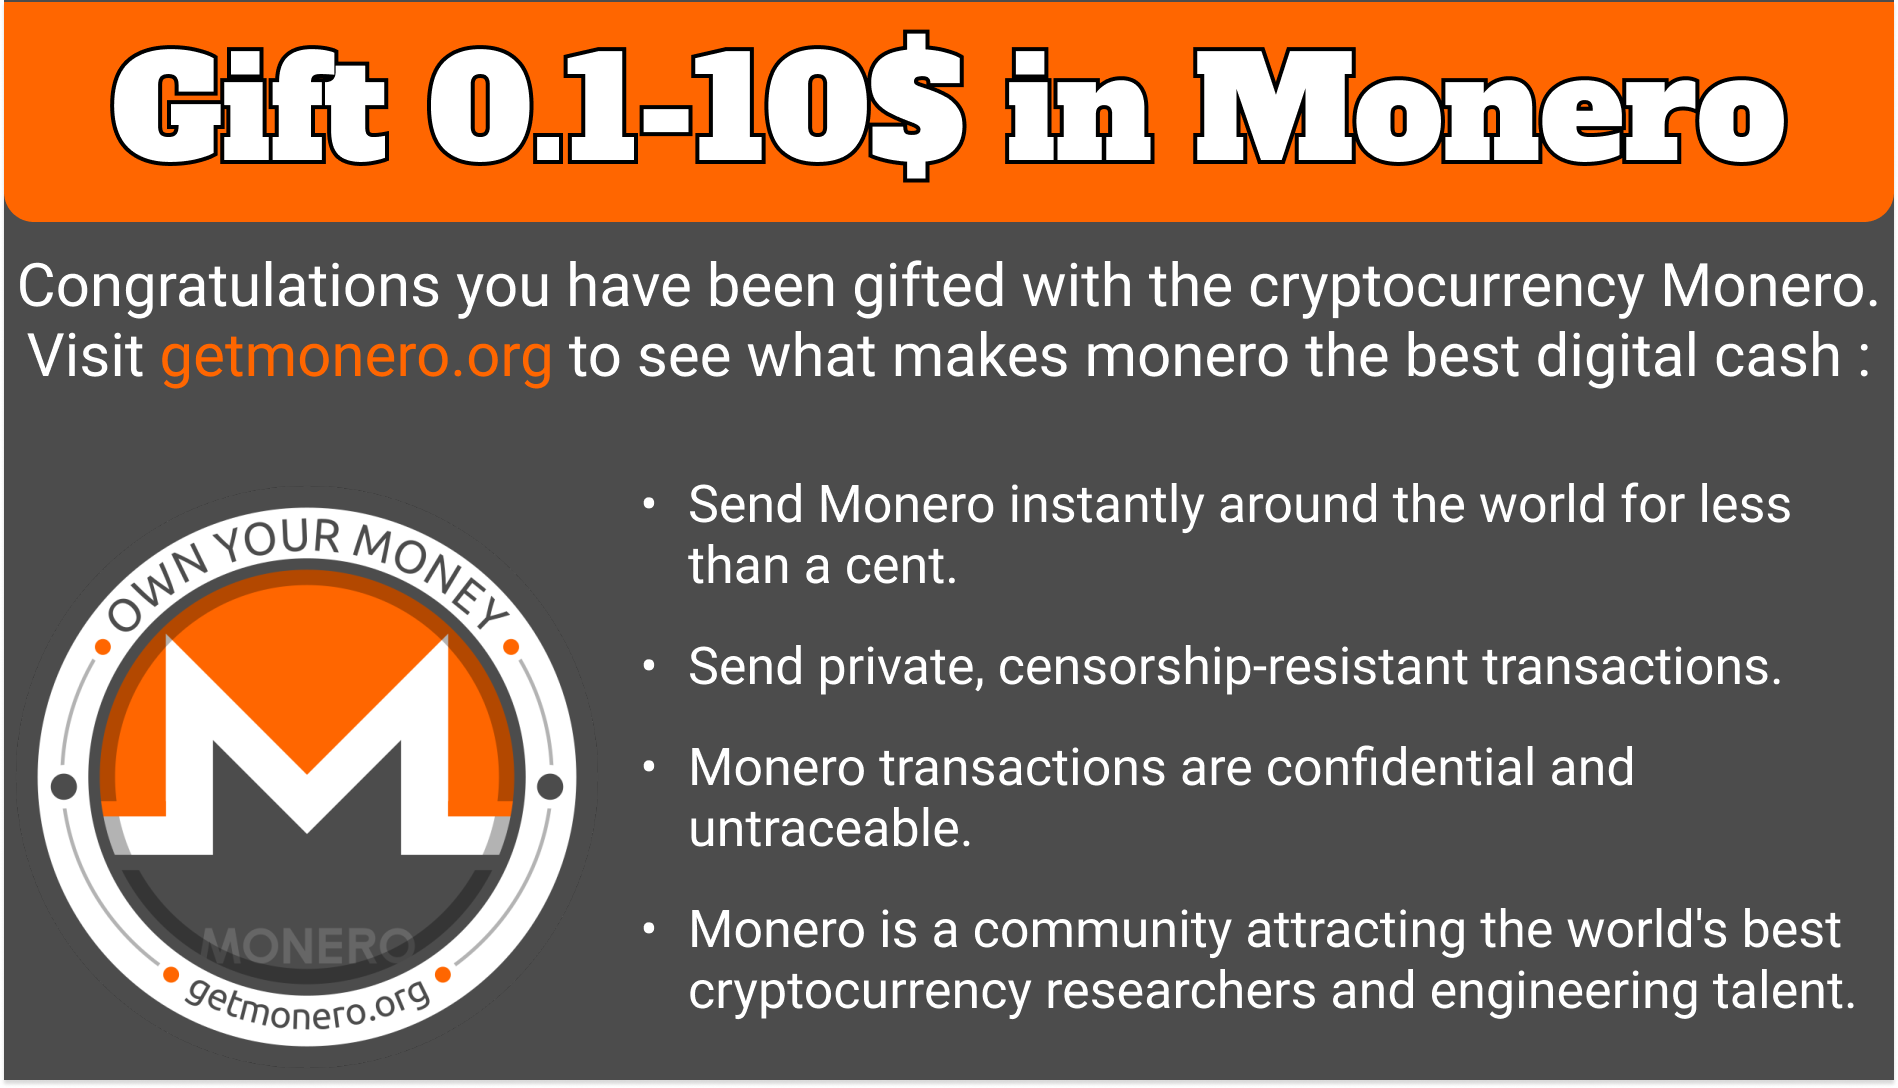 Gift 0.1-10$ in Monero
Congratulations you have been gifted with the cryptocurrency Monero.
Visit getmonero.org to see what makes monero the best digital cash :
OWN YOUR MONEY
MONERO
getmonero.org
• Send Monero instantly around the world for less
than a cent.
• Send private, censorship-resistant transactions.
• Monero transactions are confidential and
untraceable.
• Monero is a community attracting the world's best
cryptocurrency researchers and engineering talent.